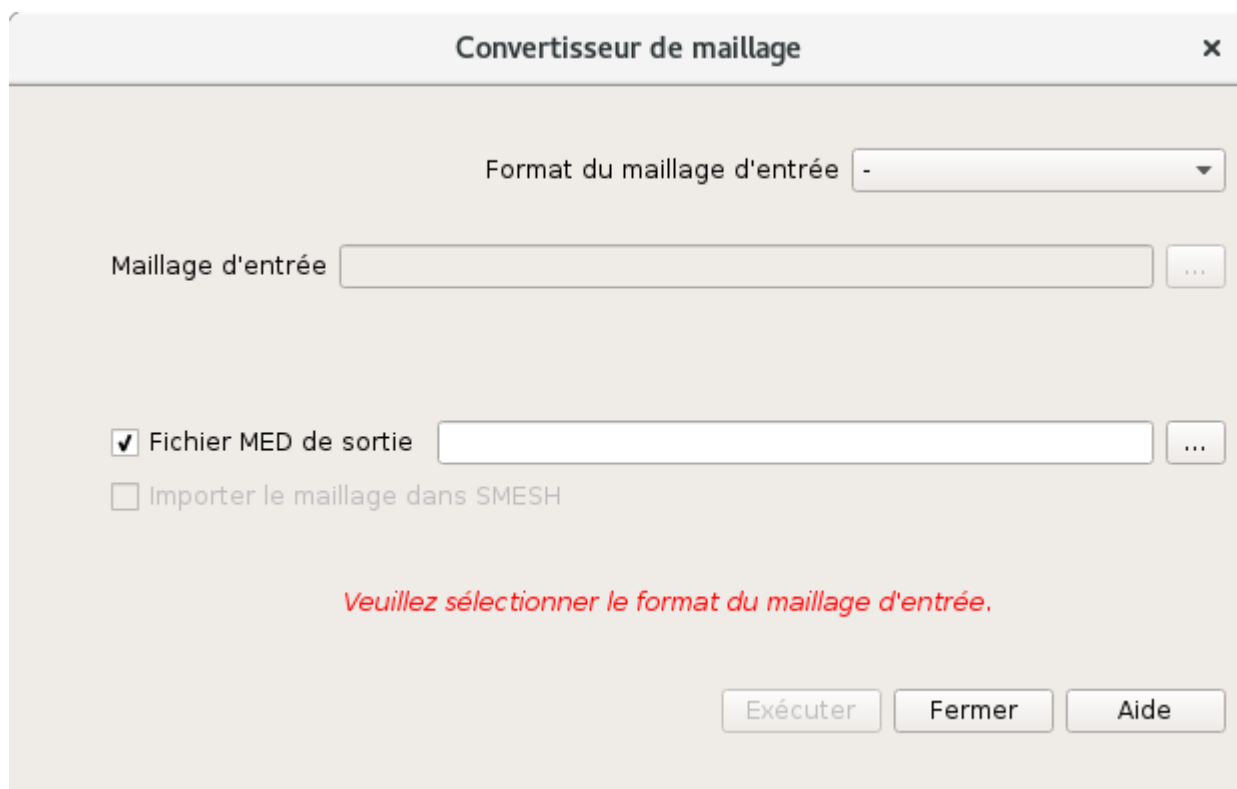 Convertisseur de maillage ×
Format du maillage d'entrée -
Maillage d'entrée ...
Fichier MED de sortie ...
Importer le maillage dans SMESH
Veuillez sélectionner le format du maillage d'entrée.
Exécuter Fermer Aide